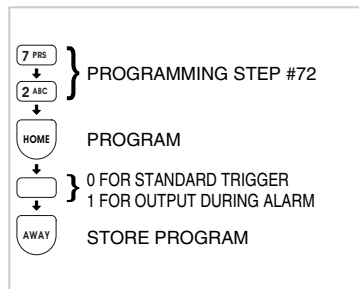 7 PRS
PROGRAMMING STEP #72
2 ABC
HOME
PROGRAM
0 FOR STANDARD TRIGGER
1 FOR OUTPUT DURING ALARM
AWAY
STORE PROGRAM